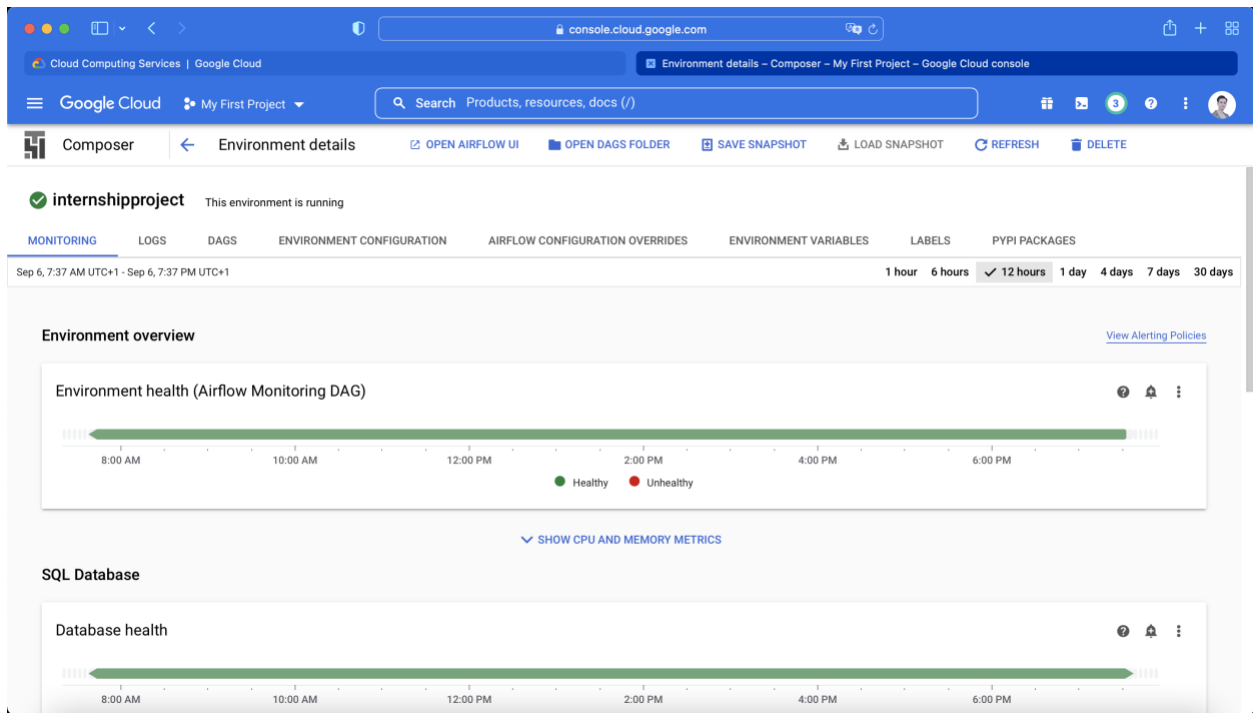 console.cloud.google.com
Cloud Computing Services | Google Cloud
Environment details – Composer – My First Project – Google Cloud console
Google Cloud
My First Project
Search Products, resources, docs (/)
3
Composer
Environment details
OPEN AIRFLOW UI
OPEN DAGS FOLDER
SAVE SNAPSHOT
LOAD SNAPSHOT
REFRESH
DELETE
internshipproject
This environment is running
MONITORING
LOGS
DAGS
ENVIRONMENT CONFIGURATION
AIRFLOW CONFIGURATION OVERRIDES
ENVIRONMENT VARIABLES
LABELS
PYPI PACKAGES
Sep 6, 7:37 AM UTC+1 - Sep 6, 7:37 PM UTC+1
1 hour 6 hours 12 hours 1 day 4 days 7 days 30 days
Environment overview
View Alerting Policies
Environment health (Airflow Monitoring DAG)
8:00 AM 10:00 AM 12:00 PM 2:00 PM 4:00 PM 6:00 PM
Healthy Unhealthy
SHOW CPU AND MEMORY METRICS
SQL Database
Database health
8:00 AM 10:00 AM 12:00 PM 2:00 PM 4:00 PM 6:00 PM